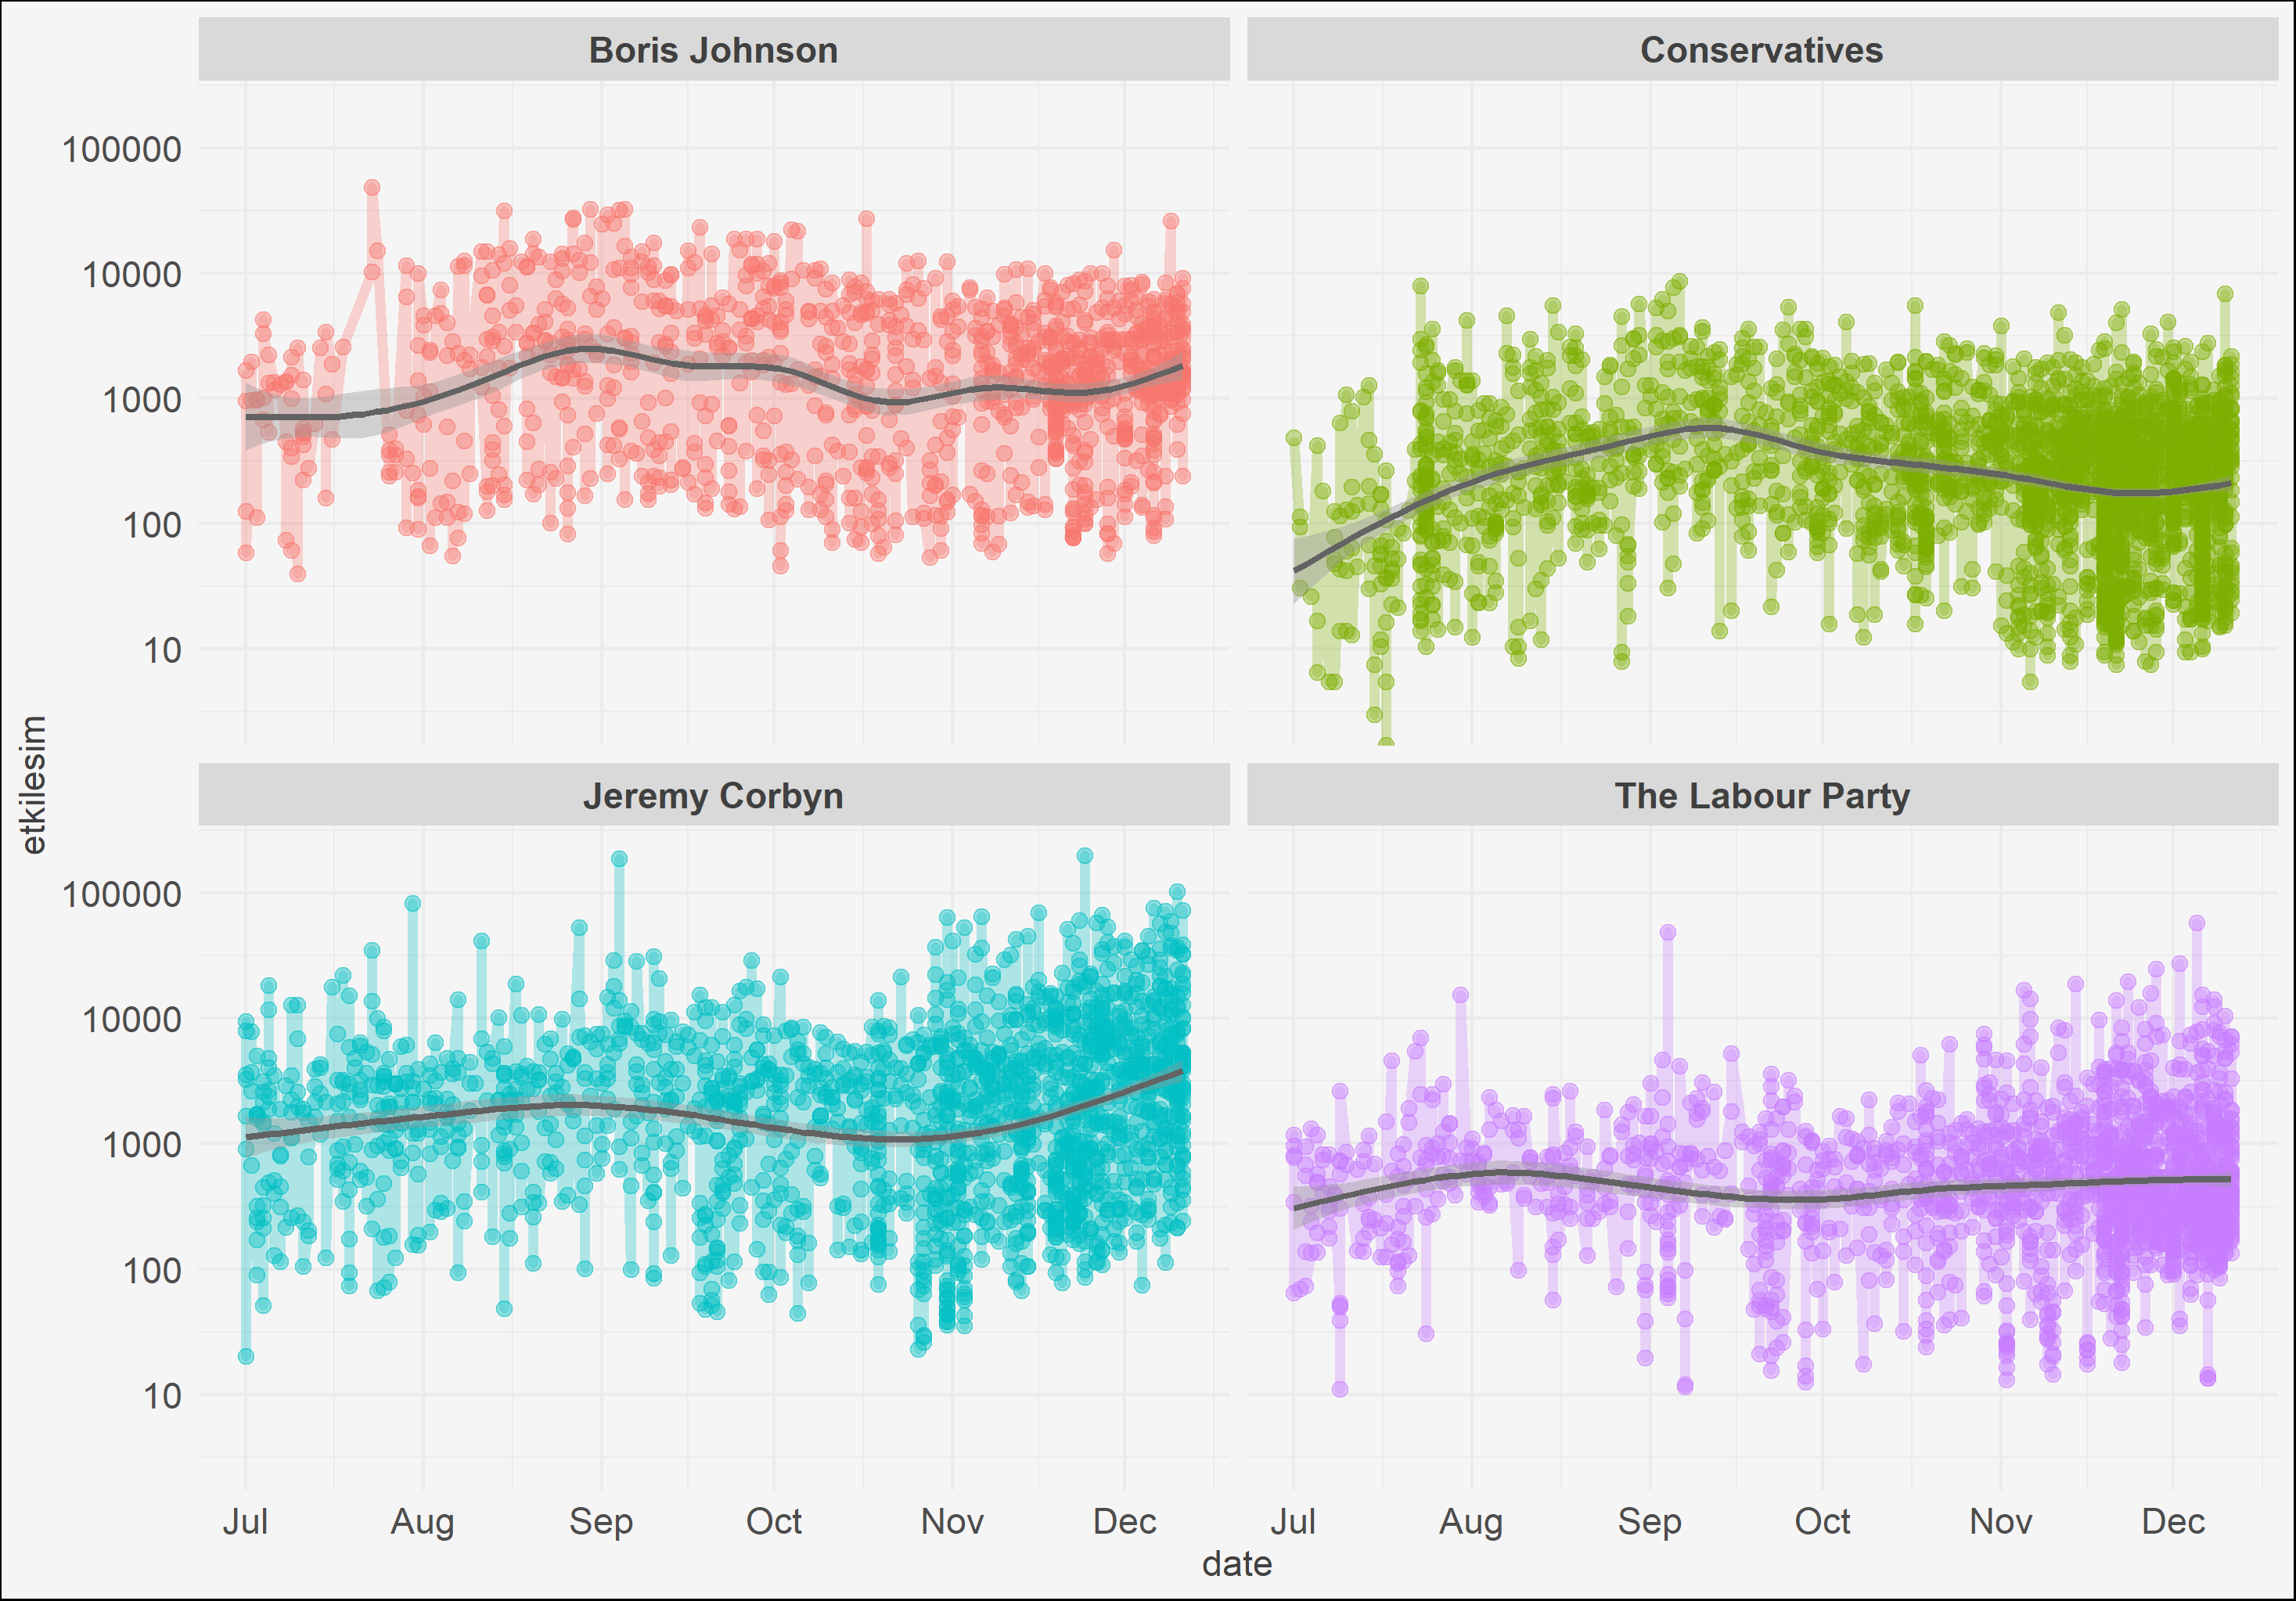 Boris Johnson
Conservatives
100000
10000
1000
100
10
Jeremy Corbyn
The Labour Party
100000
10000
1000
100
10
etkilesim
Jul Aug Sep Oct Nov Dec
Jul Aug Sep Oct Nov Dec
date